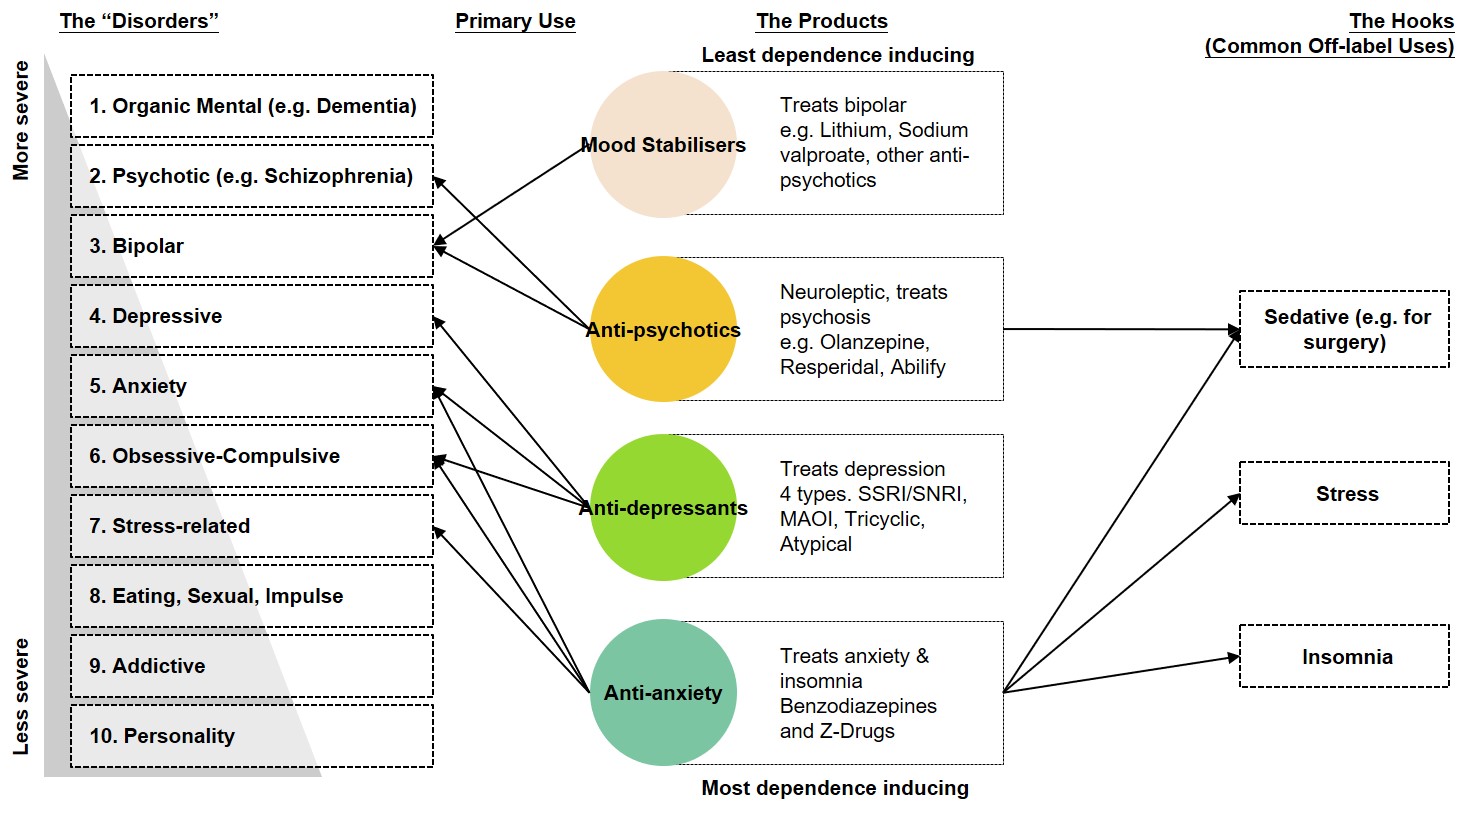 The “Disorders”
Primary Use
The Products
The Hooks
(Common Off-label Uses)
More severe
Less severe
1. Organic Mental (e.g. Dementia)
2. Psychotic (e.g. Schizophrenia)
3. Bipolar
4. Depressive
5. Anxiety
6. Obsessive-Compulsive
7. Stress-related
8. Eating, Sexual, Impulse
9. Addictive
10. Personality
Least dependence inducing
Mood Stabilisers
Treats bipolar
e.g. Lithium, Sodium
valproate, other anti-
psychotics
Anti-psychotics
Neuroleptic, treats
psychosis
e.g. Olanzepine,
Resperidal, Abilify
Anti-depressants
Treats depression
4 types. SSRI/SNRI,
MAOI, Tricyclic,
Atypical
Anti-anxiety
Treats anxiety &
insomnia
Benzodiazepines
and Z-Drugs
Most dependence inducing
Sedative (e.g. for
surgery)
Stress
Insomnia